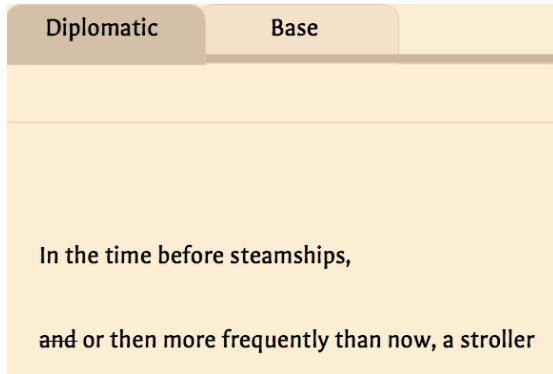 Diplomatic Base
In the time before steamships,
and or then more frequently than now, a stroller